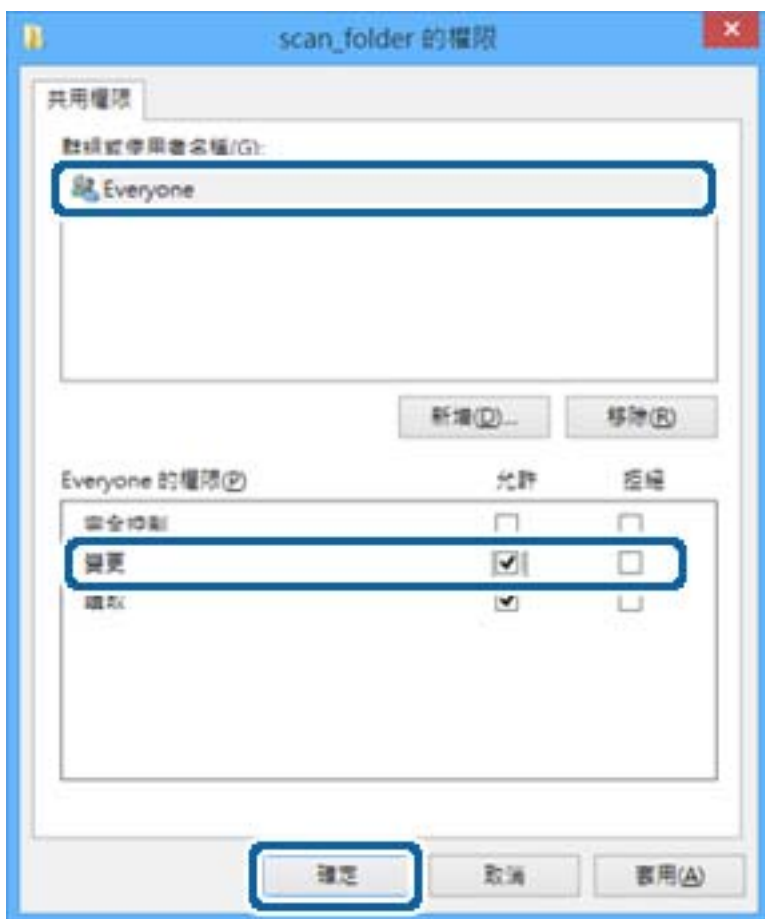 scan_folder 的權限
共用權限
群組或使用者名稱(G):
Everyone
新增(D)... 移除(R)
Everyone 的權限(P) 允許 拒絕
完全控制
變更
讀取
確定 取消 套用(A)